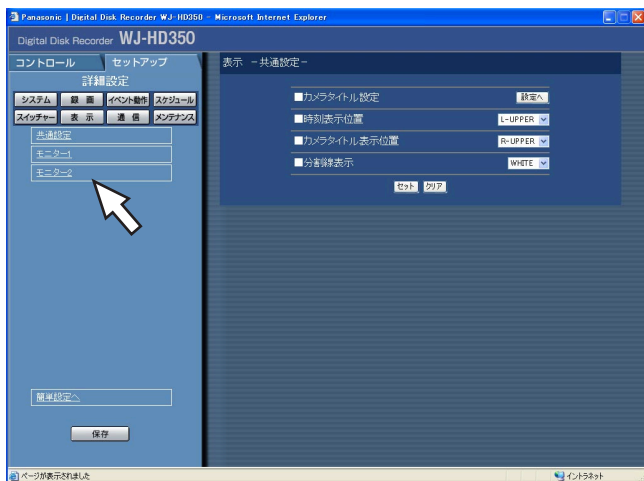 Panasonic | Digital Disk Recorder WJ-HD350 - Microsoft Internet Explorer
Digital Disk Recorder WJ-HD350
コントロール セットアップ
詳細設定
システム 録画 イベント動作 スケジュール
スイッチャー 表示 通信 メンテナンス
共通設定
モニター1
モニター2
簡単設定へ
保存
表示 －共通設定－
■カメラタイトル設定 設定へ
■時刻表示位置 L-UPPER
■カメラタイトル表示位置 R-UPPER
■分割線表示 WHITE
セット クリア
ページが表示されました イントラネット